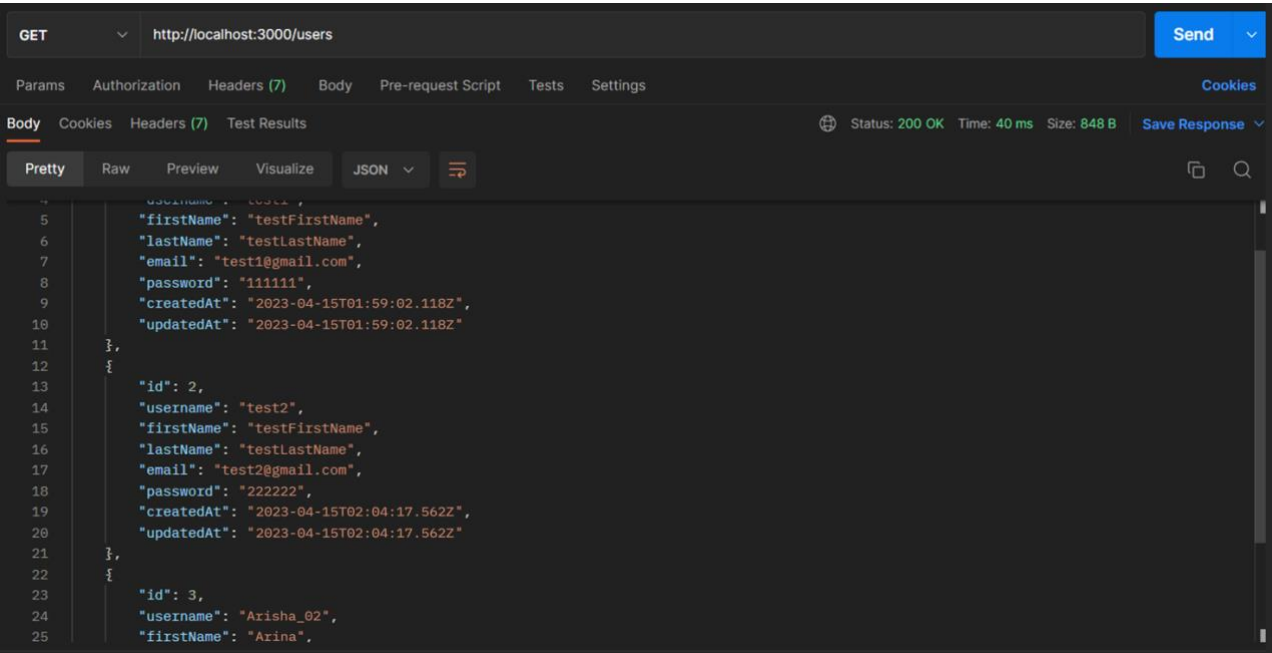 GET http://localhost:3000/users Send
Params Authorization Headers (7) Body Pre-request Script Tests Settings Cookies
Body Cookies Headers (7) Test Results Status: 200 OK Time: 40 ms Size: 848 B Save Response
Pretty Raw Preview Visualize JSON
4 "username": "test1",
5 "firstName": "testFirstName",
6 "lastName": "testLastName",
7 "email": "test1@gmail.com",
8 "password": "111111",
9 "createdAt": "2023-04-15T01:59:02.118Z",
10 "updatedAt": "2023-04-15T01:59:02.118Z"
11 },
12 {
13 "id": 2,
14 "username": "test2",
15 "firstName": "testFirstName",
16 "lastName": "testLastName",
17 "email": "test2@gmail.com",
18 "password": "222222",
19 "createdAt": "2023-04-15T02:04:17.562Z",
20 "updatedAt": "2023-04-15T02:04:17.562Z"
21 },
22 {
23 "id": 3,
24 "username": "Arisha_02",
25 "firstName": "Arina",